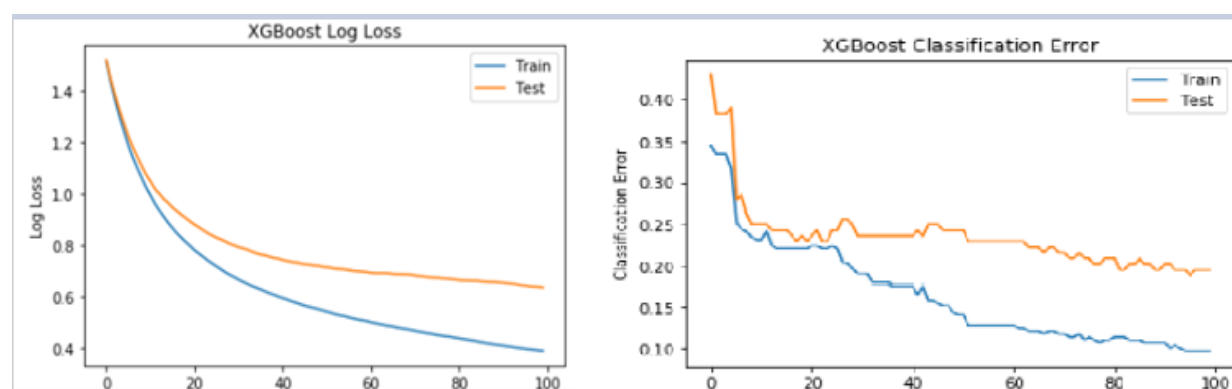 XGBoost Log Loss
Train
Test
Log Loss
1.4
1.2
1.0
0.8
0.6
0.4
0 20 40 60 80 100
XGBoost Classification Error
Train
Test
Classification Error
0.40
0.35
0.30
0.25
0.20
0.15
0.10
0 20 40 60 80 100